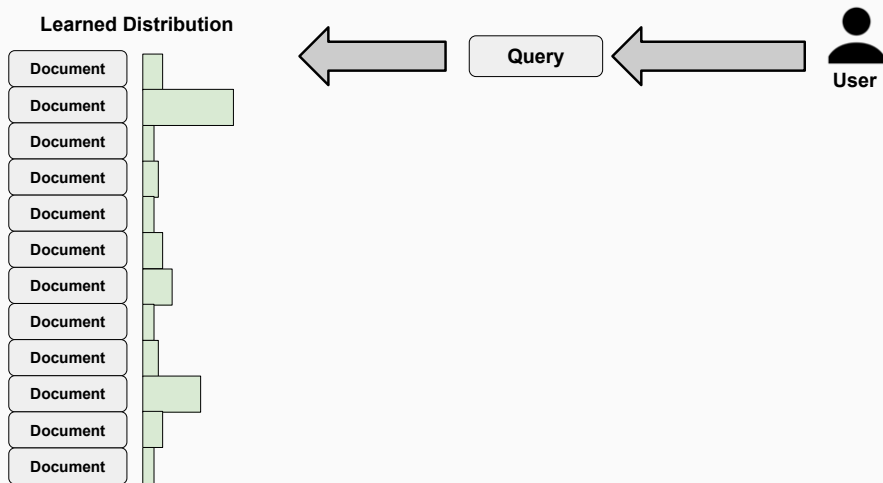 Learned Distribution
Query
User
Document
Document
Document
Document
Document
Document
Document
Document
Document
Document
Document
Document